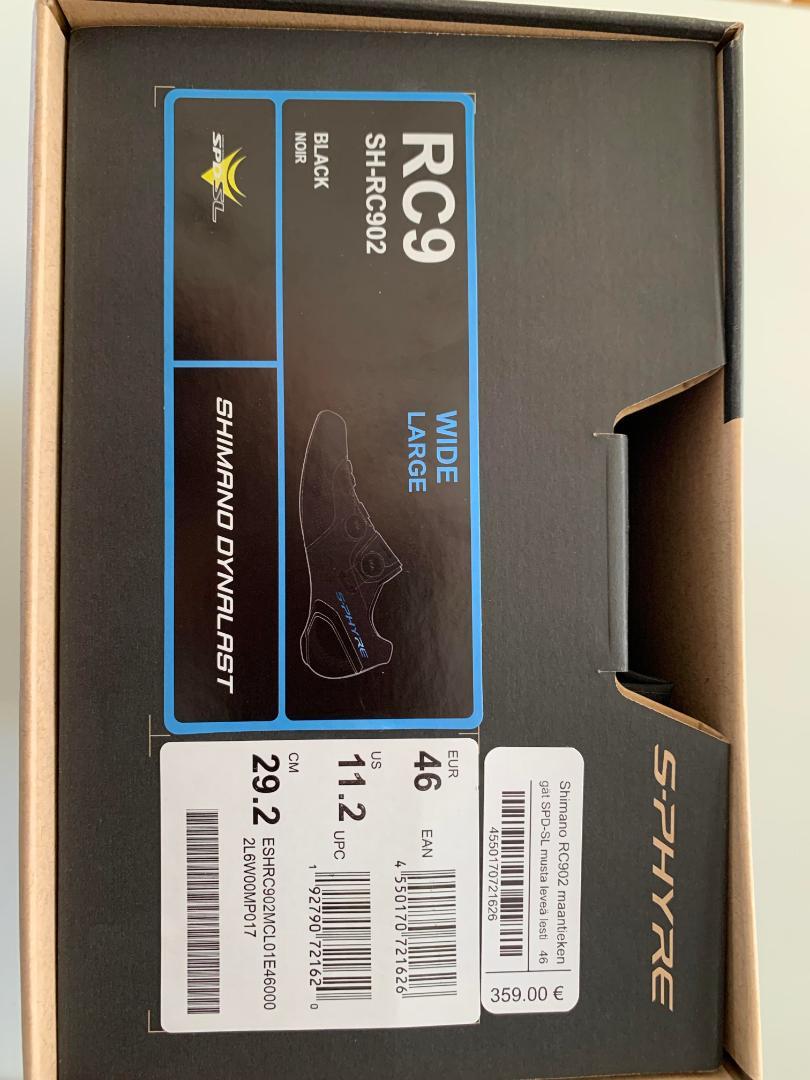 S-PHYRE
RC9
SH-RC902
BLACK
NOIR
WIDE
LARGE
S-PHYRE
SPD-SL
SHIMANO DYNALAST
Shimano RC902 maantieken
gät SPD-SL musta leveä lesti 46
4550170721626
359.00 €
EUR
46
EAN
4 550170 721626
US
11.2
UPC
1 92790 72162 0
CM
29.2
ESHRC902MCL01E46000
2L6W00MP017